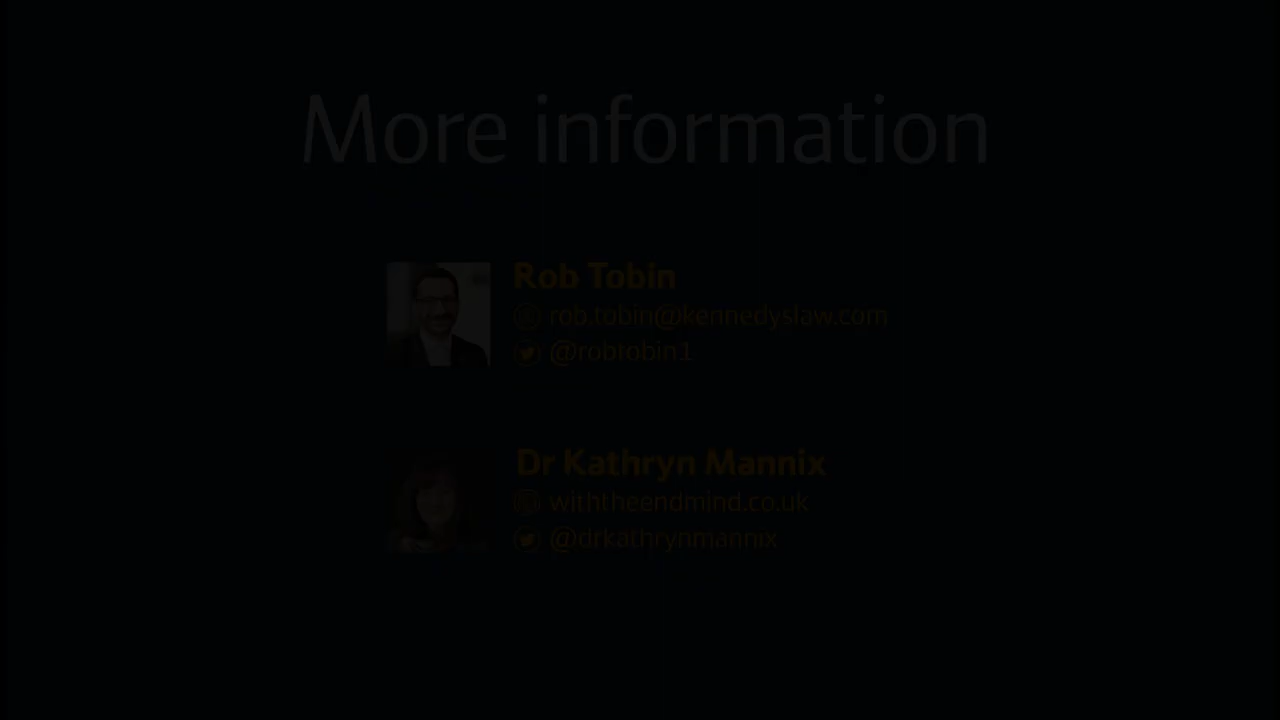 More information
Rob Tobin
rob.tobin@kennedyslaw.com
@robtobin1
Dr Kathryn Mannix
withtheendmind.co.uk
@drkathrynmannix